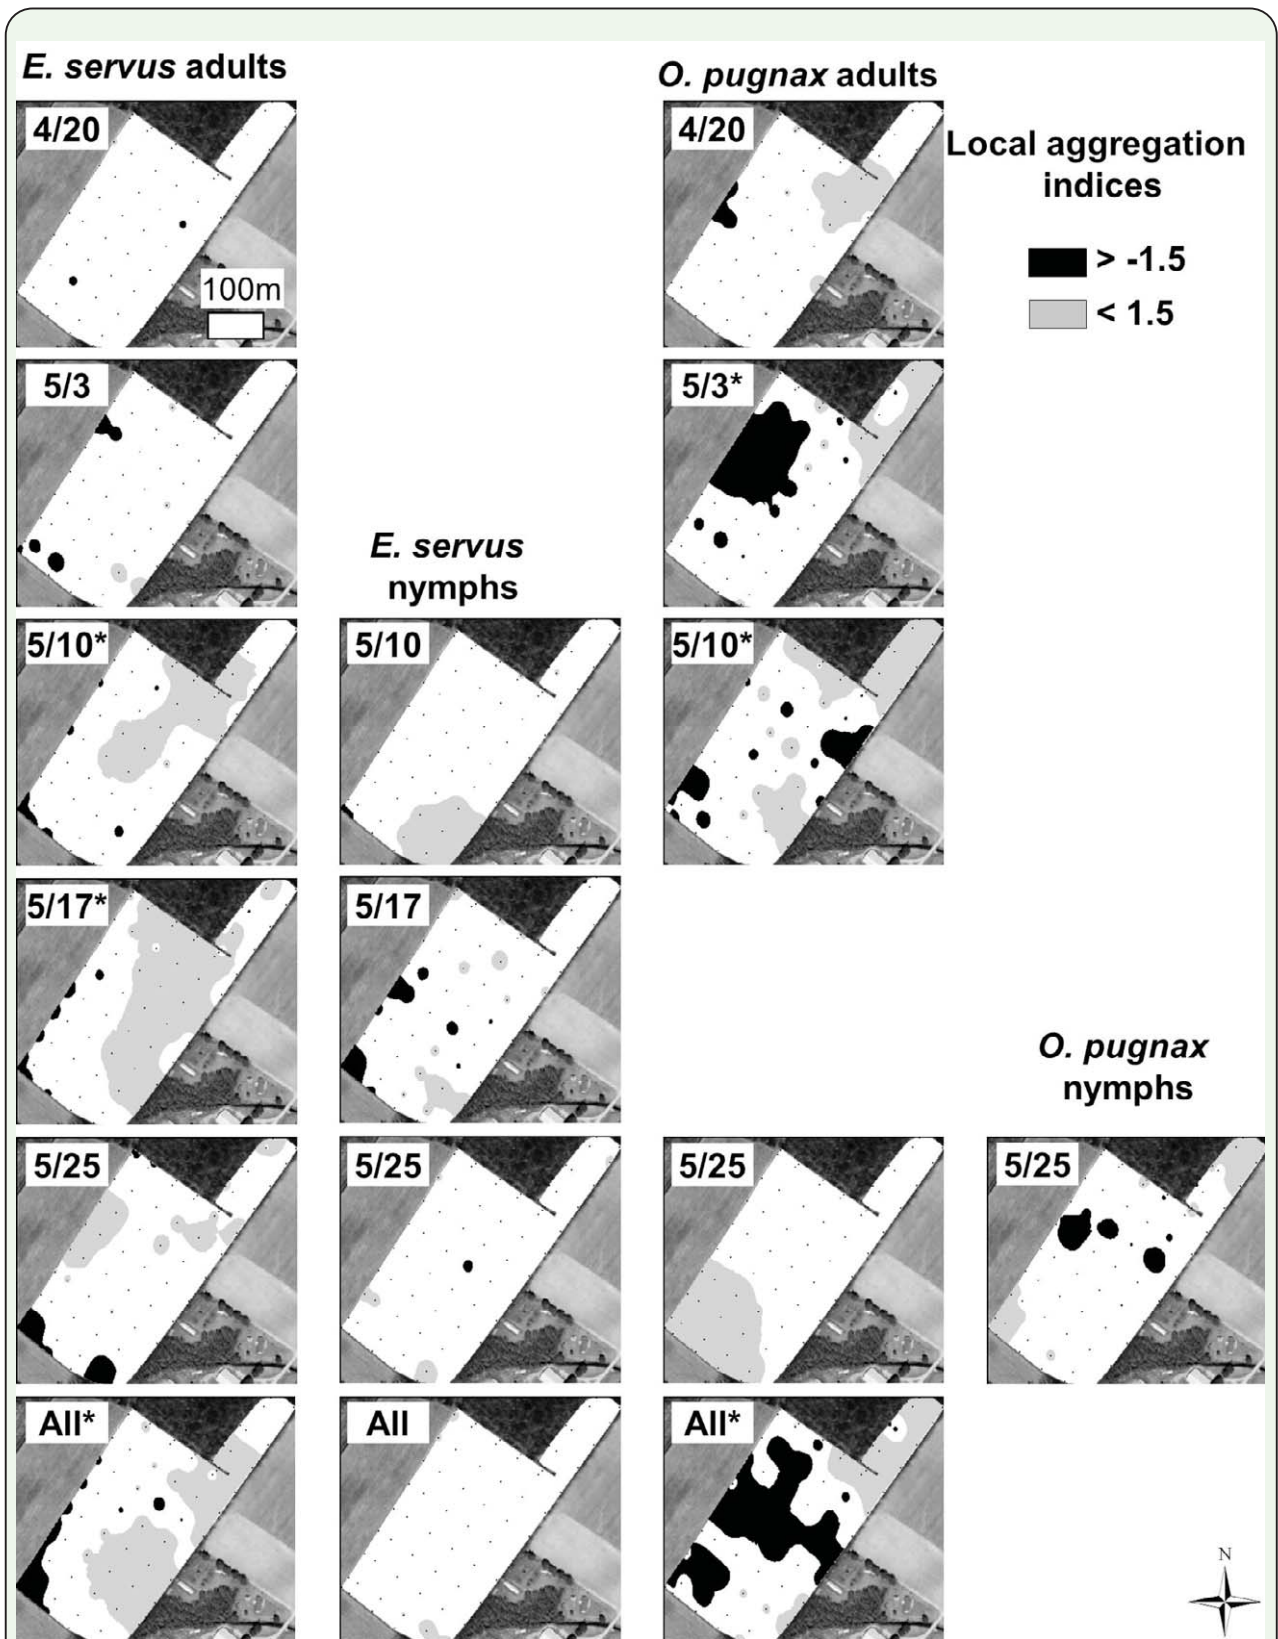 E. servus adults
O. pugnax adults
4/20
4/20
Local aggregation
indices
> -1.5
< 1.5
100m
5/3
5/3*
E. servus
nymphs
5/10*
5/10
5/10*
5/17*
5/17
O. pugnax
nymphs
5/25
5/25
5/25
5/25
All*
All
All*
N